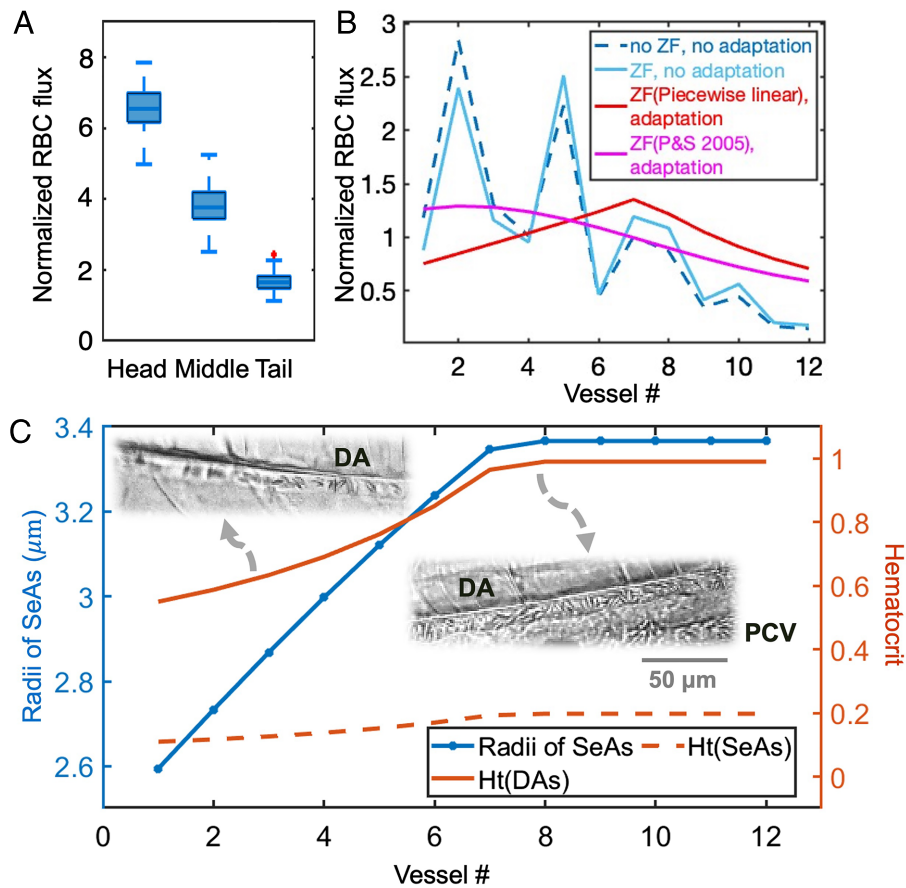 A
Normalized RBC flux
8
6
4
2
0
Head Middle Tail
B
Normalized RBC flux
3
2.5
2
1.5
1
0.5
no ZF, no adaptation
ZF, no adaptation
ZF(Piecewise linear),
adaptation
ZF(P&S 2005),
adaptation
2 4 6 8 10 12
Vessel #
C
Radii of SeAs (μm)
3.4
3.2
3
2.8
2.6
DA
DA
PCV
50 μm
Hematocrit
1
0.8
0.6
0.4
0.2
0
Radii of SeAs Ht(SeAs)
Ht(DAs)
0 2 4 6 8 10 12
Vessel #